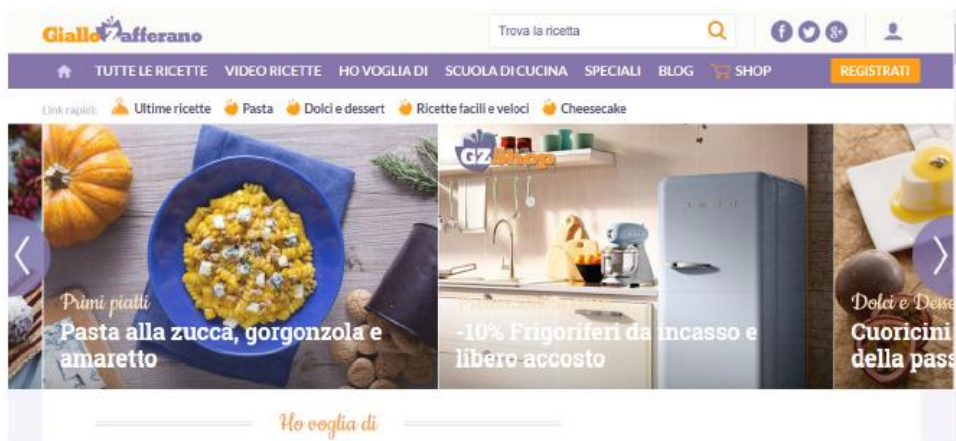 GialloZafferano
Trova la ricetta
TUTTE LE RICETTE VIDEO RICETTE HO VOGLIA DI SCUOLA DI CUCINA SPECIALI BLOG SHOP REGISTRATI
Link rapidi: Ultime ricette Pasta Dolci e dessert Ricette facili e veloci Cheesecake
GZ Shop
smeg
Primi piatti
Pasta alla zucca, gorgonzola e
amaretto
-10% Frigoriferi da incasso e
libero accosto
Dolci e Desse
Cuoricini
della pass
Ho voglia di